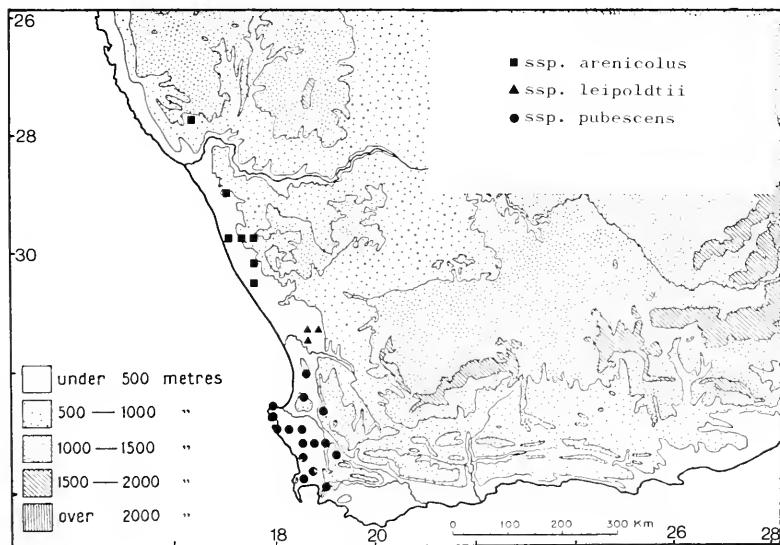 26
28
30
■ ssp. arenicolus
▲ ssp. leipoldtii
● ssp. pubescens
under 500 metres
500 — 1000 "
1000 — 1500 "
1500 — 2000 "
over 2000 "
0 100 200 300 Km
18 20 26 28